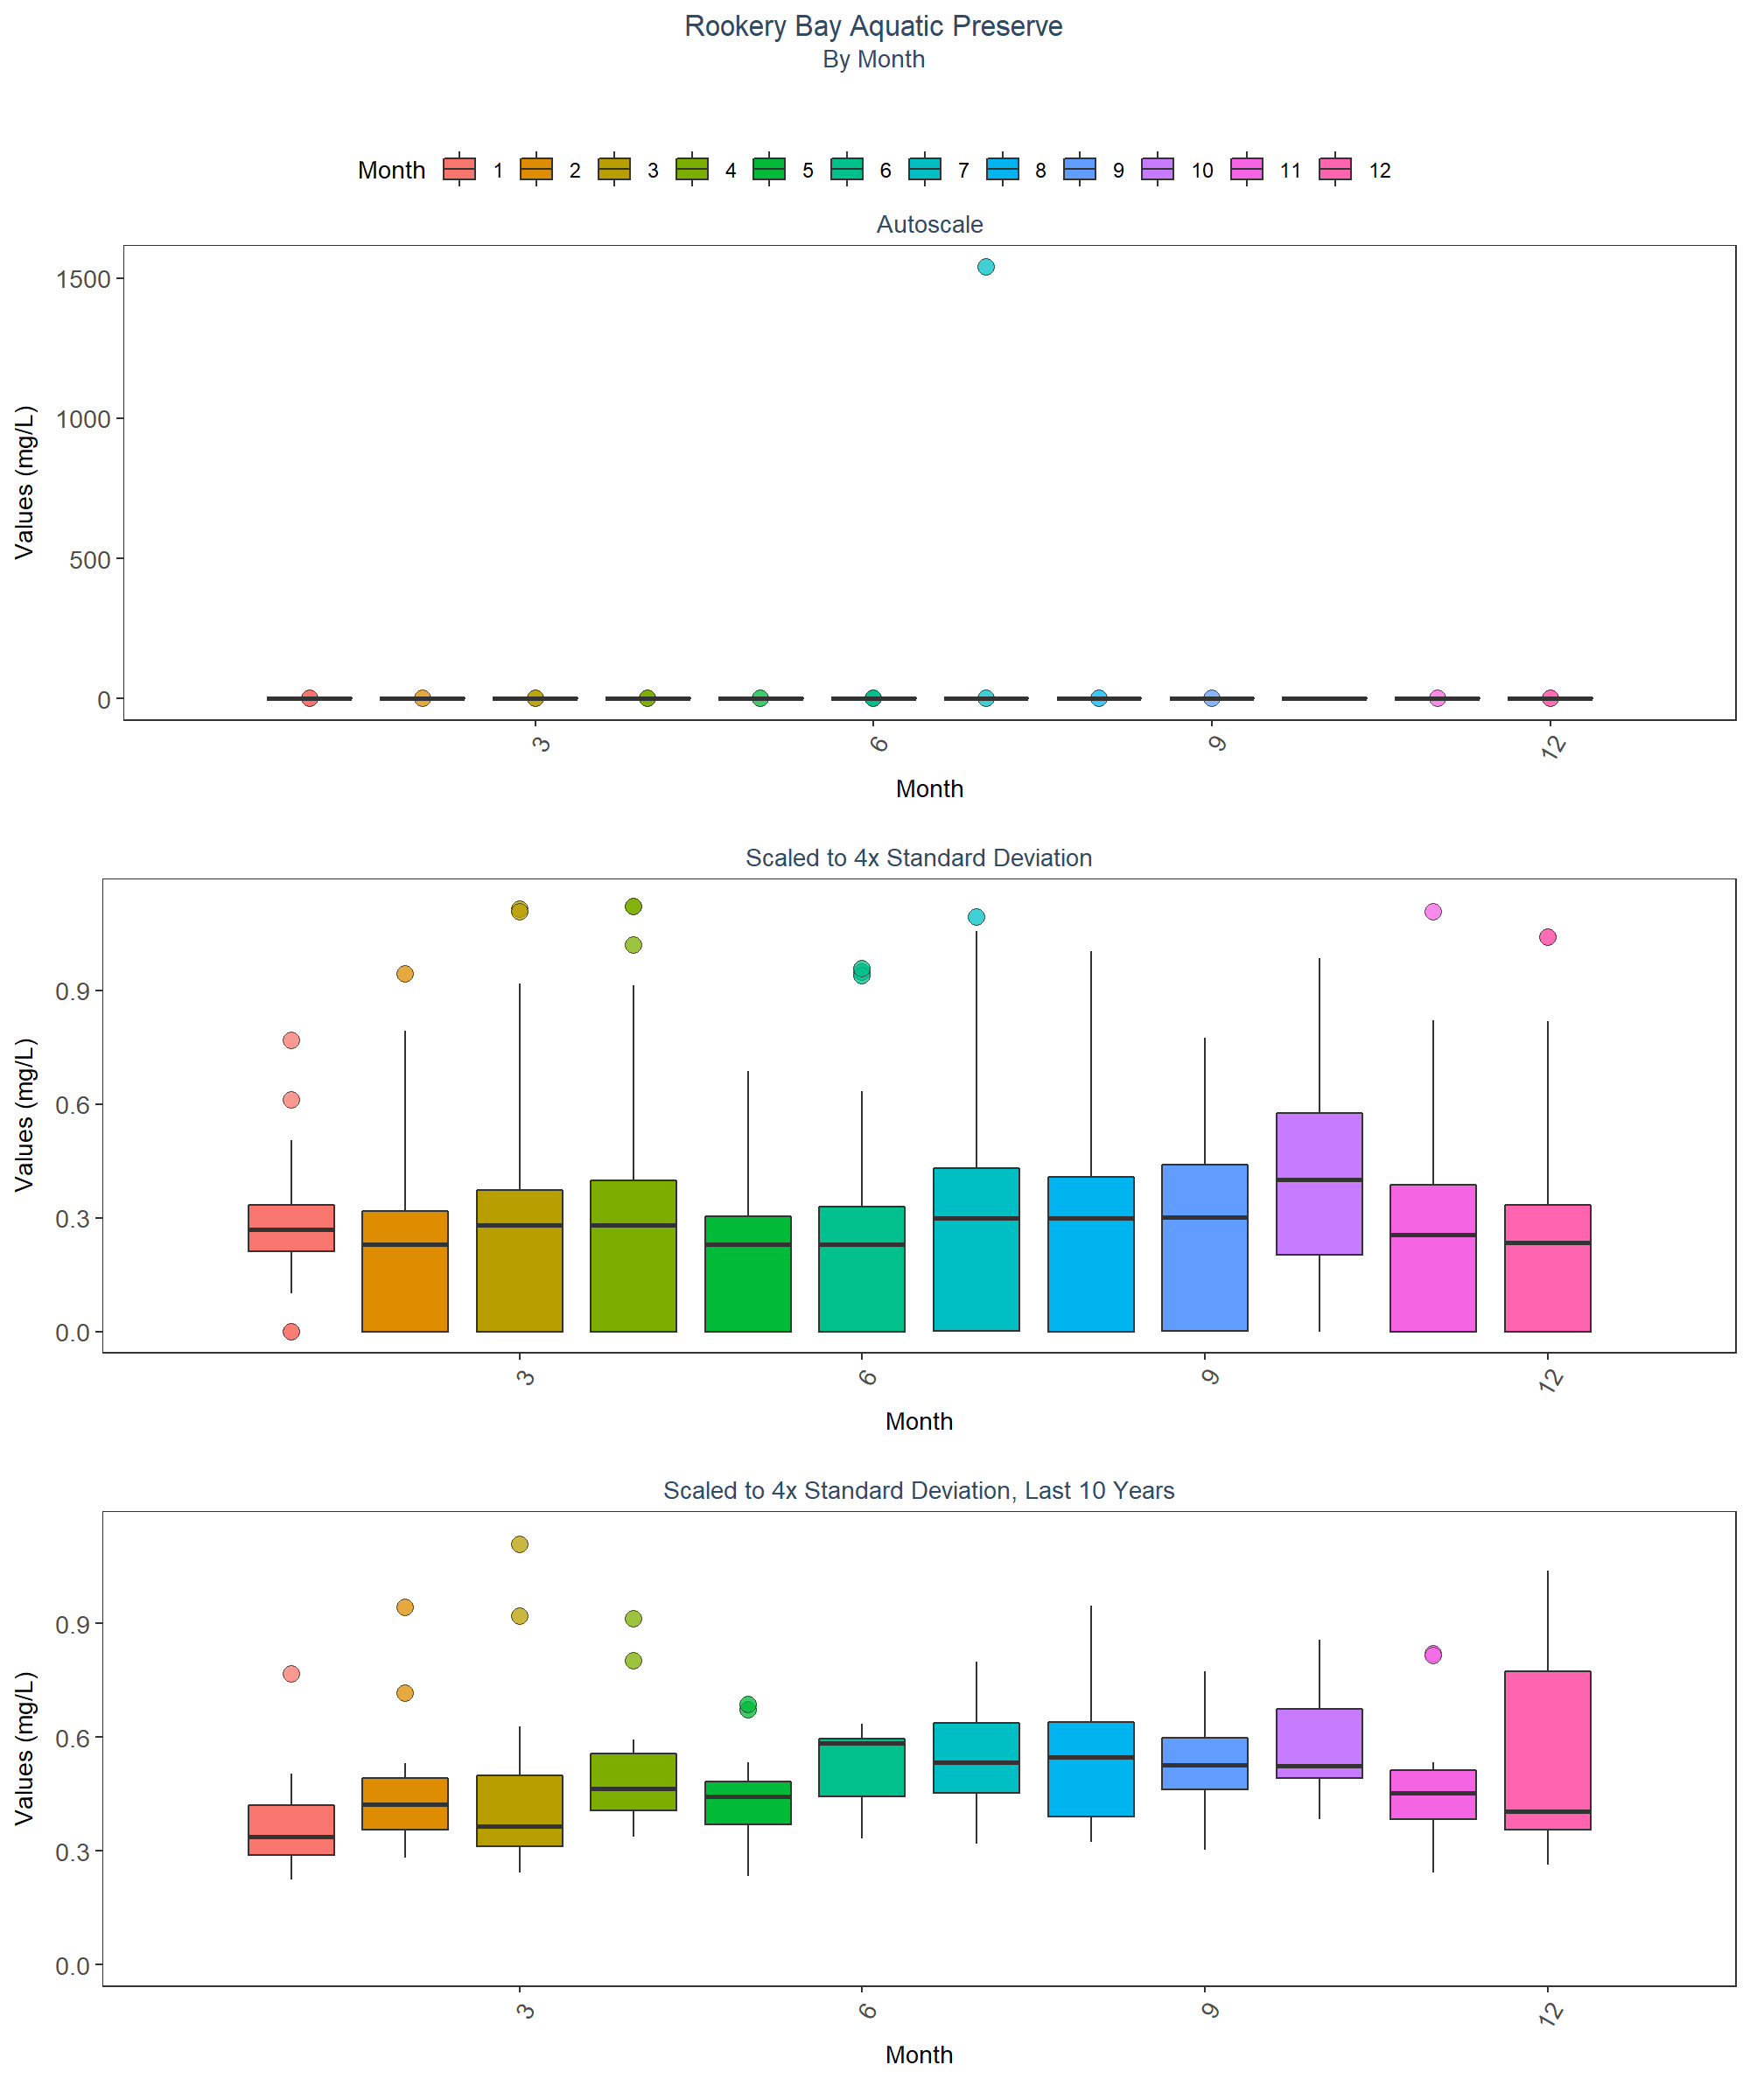 Rookery Bay Aquatic Preserve
By Month
Month 1 2 3 4 5 6 7 8 9 10 11 12
Autoscale
Values (mg/L)
1500
1000
500
0
3 6 9 12
Month
Scaled to 4x Standard Deviation
Values (mg/L)
0.9
0.6
0.3
0.0
3 6 9 12
Month
Scaled to 4x Standard Deviation, Last 10 Years
Values (mg/L)
0.9
0.6
0.3
0.0
3 6 9 12
Month